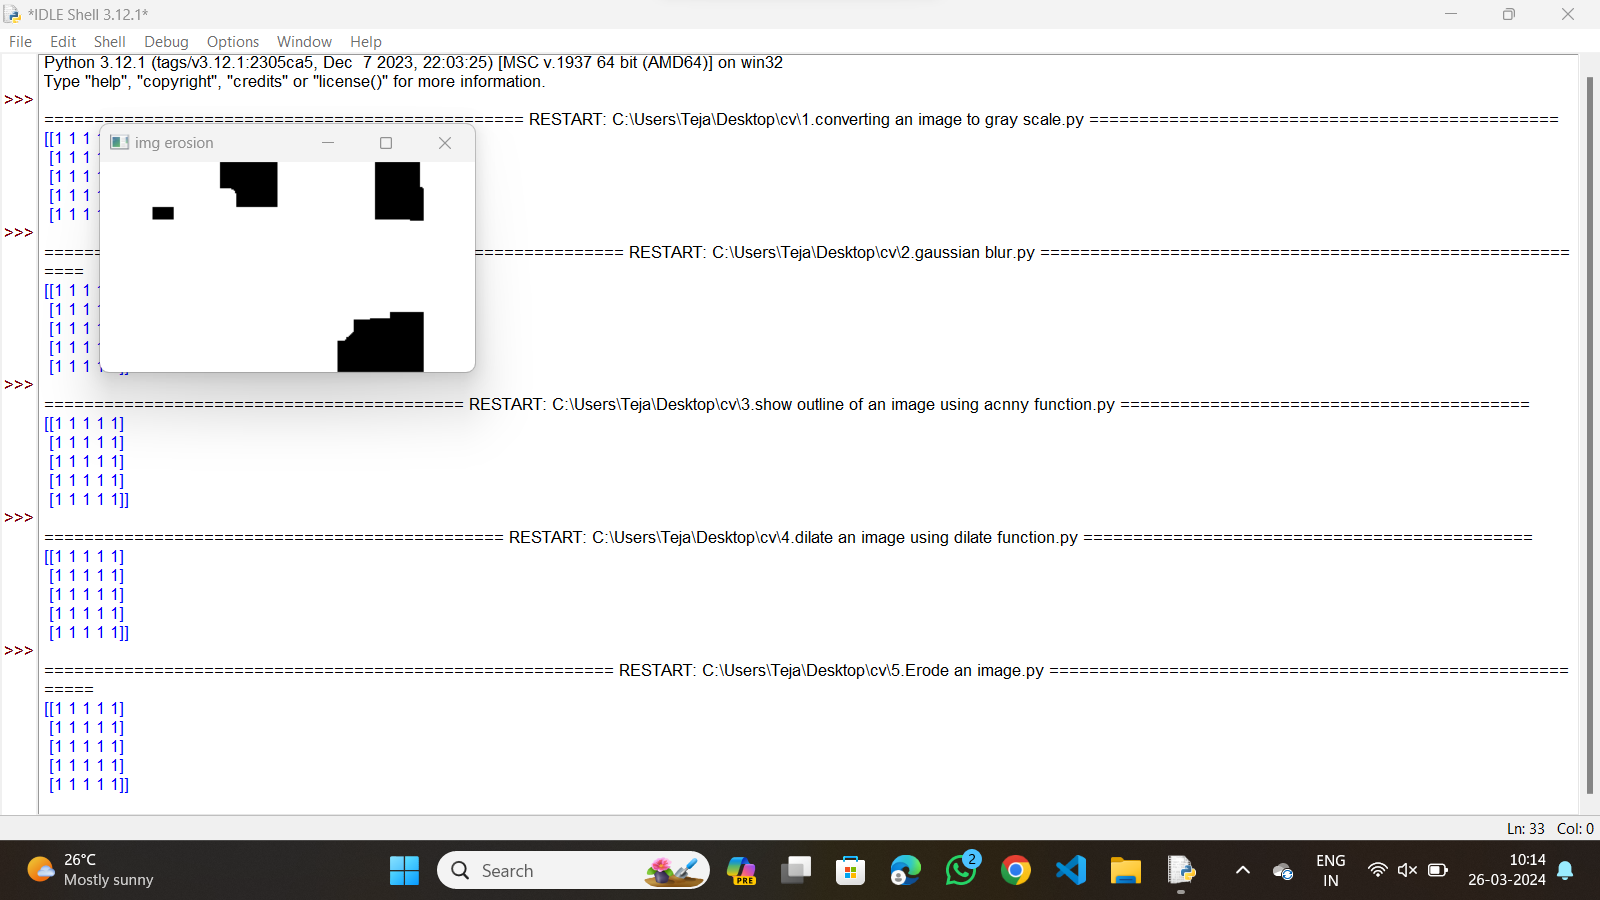 *IDLE Shell 3.12.1*
File Edit Shell Debug Options Window Help
Python 3.12.1 (tags/v3.12.1:2305ca5, Dec  7 2023, 22:03:25) [MSC v.1937 64 bit (AMD64)] on win32
Type "help", "copyright", "credits" or "license()" for more information.
>>>
================================================ RESTART: C:\Users\Teja\Desktop\cv\1.converting an image to gray scale.py ===============================================
[[1 1 1
[1 1 1
[1 1 1
[1 1 1
[1 1 1
img erosion
>>>
===== =============== RESTART: C:\Users\Teja\Desktop\cv\2.gaussian blur.py =====================================================
====
[[1 1 1
[1 1 1
[1 1 1
[1 1 1
[1 1 1 ]]
>>>
========================================== RESTART: C:\Users\Teja\Desktop\cv\3.show outline of an image using acnny function.py =========================================
[[1 1 1 1 1]
[1 1 1 1 1]
[1 1 1 1 1]
[1 1 1 1 1]
[1 1 1 1 1]]
>>>
============================================== RESTART: C:\Users\Teja\Desktop\cv\4.dilate an image using dilate function.py =============================================
[[1 1 1 1 1]
[1 1 1 1 1]
[1 1 1 1 1]
[1 1 1 1 1]
[1 1 1 1 1]]
>>>
========================================================= RESTART: C:\Users\Teja\Desktop\cv\5.Erode an image.py ====================================================
=====
[[1 1 1 1 1]
[1 1 1 1 1]
[1 1 1 1 1]
[1 1 1 1 1]
[1 1 1 1 1]]
Ln: 33 Col: 0
26°C
Mostly sunny
Search
PRE
2
ENG
IN
10:14
26-03-2024